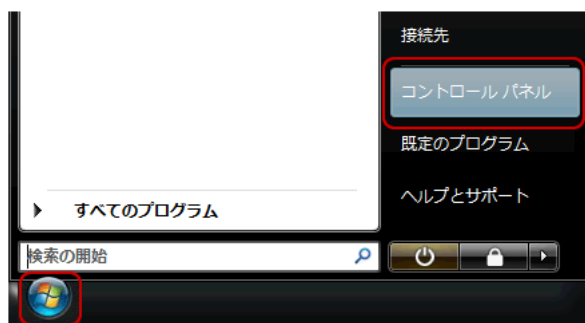 接続先
コントロール パネル
既定のプログラム
ヘルプとサポート
すべてのプログラム
検索の開始